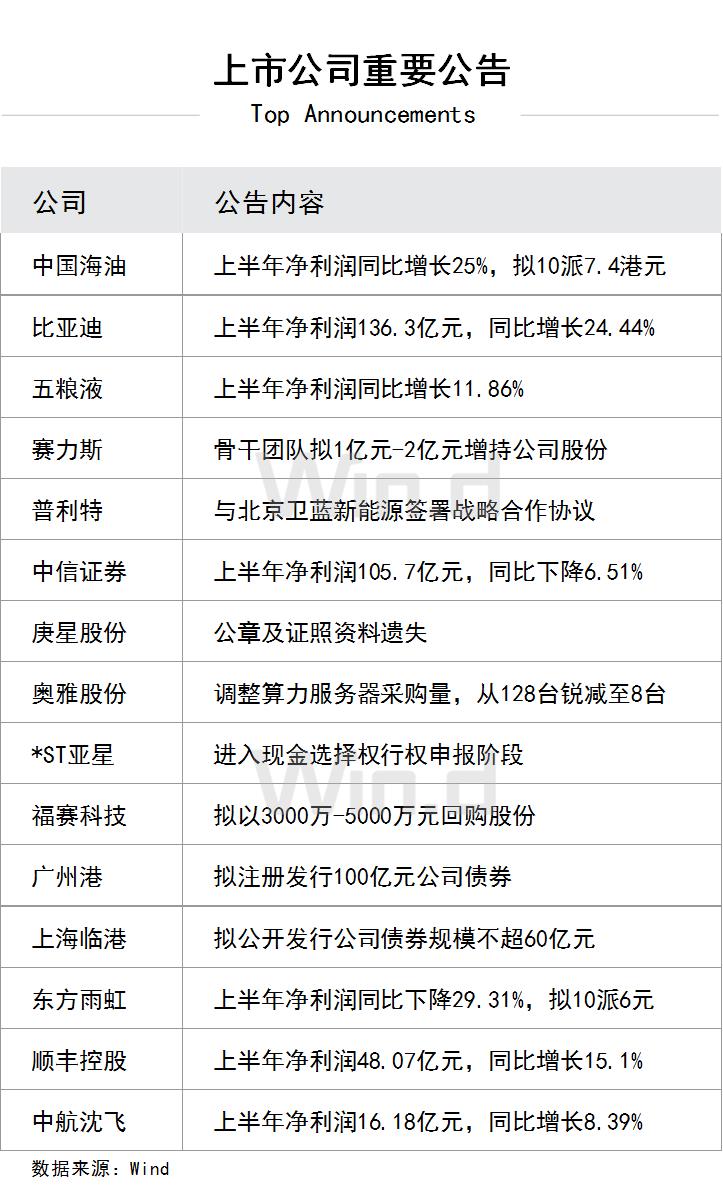 上市公司重要公告
Top Announcements
公司 公告内容
中国海油 上半年净利润同比增长25%，拟10派7.4港元
比亚迪 上半年净利润136.3亿元，同比增长24.44%
五粮液 上半年净利润同比增长11.86%
赛力斯 骨干团队拟1亿元-2亿元增持公司股份
普利特 与北京卫蓝新能源签署战略合作协议
中信证券 上半年净利润105.7亿元，同比下降6.51%
庚星股份 公章及证照资料遗失
奥雅股份 调整算力服务器采购量，从128台锐减至8台
*ST亚星 进入现金选择权行权申报阶段
福赛科技 拟以3000万-5000万元回购股份
广州港 拟注册发行100亿元公司债券
上海临港 拟公开发行公司债券规模不超60亿元
东方雨虹 上半年净利润同比下降29.31%，拟10派6元
顺丰控股 上半年净利润48.07亿元，同比增长15.1%
中航沈飞 上半年净利润16.18亿元，同比增长8.39%
数据来源：Wind
Win.d
Win.d